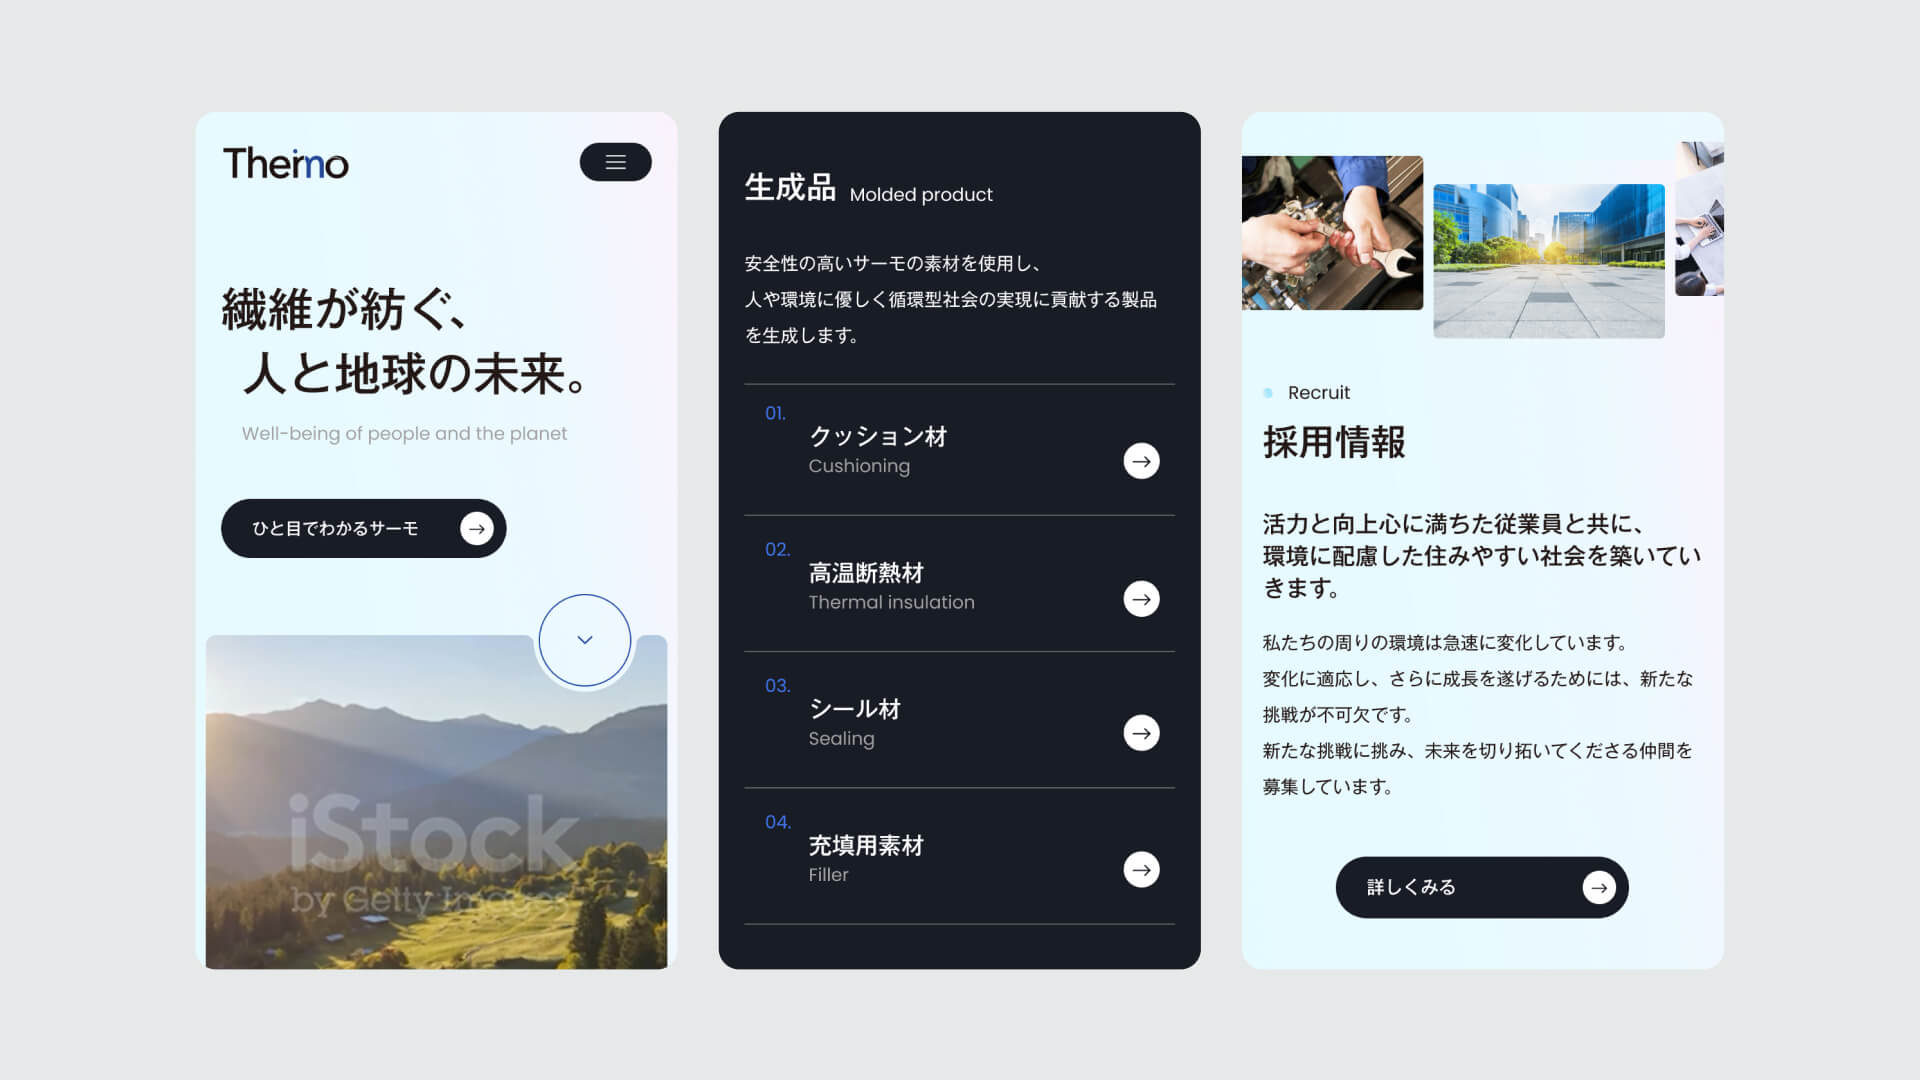 Thermo
繊維が紡ぐ、
人と地球の未来。
Well-being of people and the planet
ひと目でわかるサーモ
iStock
by Getty Images
生成品 Molded product
安全性の高いサーモの素材を使用し、
人や環境に優しく循環型社会の実現に貢献する製品
を生成します。
01.
クッション材
Cushioning
02.
高温断熱材
Thermal insulation
03.
シール材
Sealing
04.
充填用素材
Filler
Recruit
採用情報
活力と向上心に満ちた従業員と共に、
環境に配慮した住みやすい社会を築いてい
きます。
私たちの周りの環境は急速に変化しています。
変化に適応し、さらに成長を遂げるためには、新たな
挑戦が不可欠です。
新たな挑戦に挑み、未来を切り拓いてくださる仲間を
募集しています。
詳しくみる